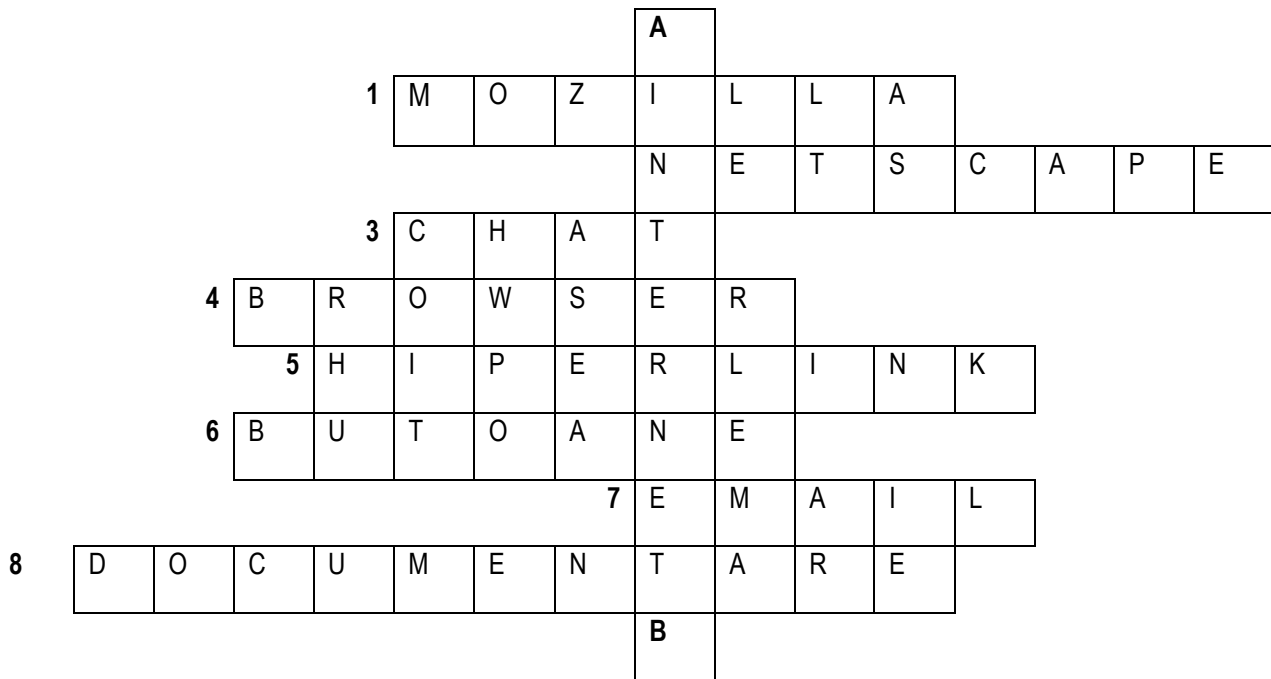 A
1 M O Z I L L A
N E T S C A P E
3 C H A T
4 B R O W S E R
5 H I P E R L I N K
6 B U T O A N E
7 E M A I L
8 D O C U M E N T A R E
B